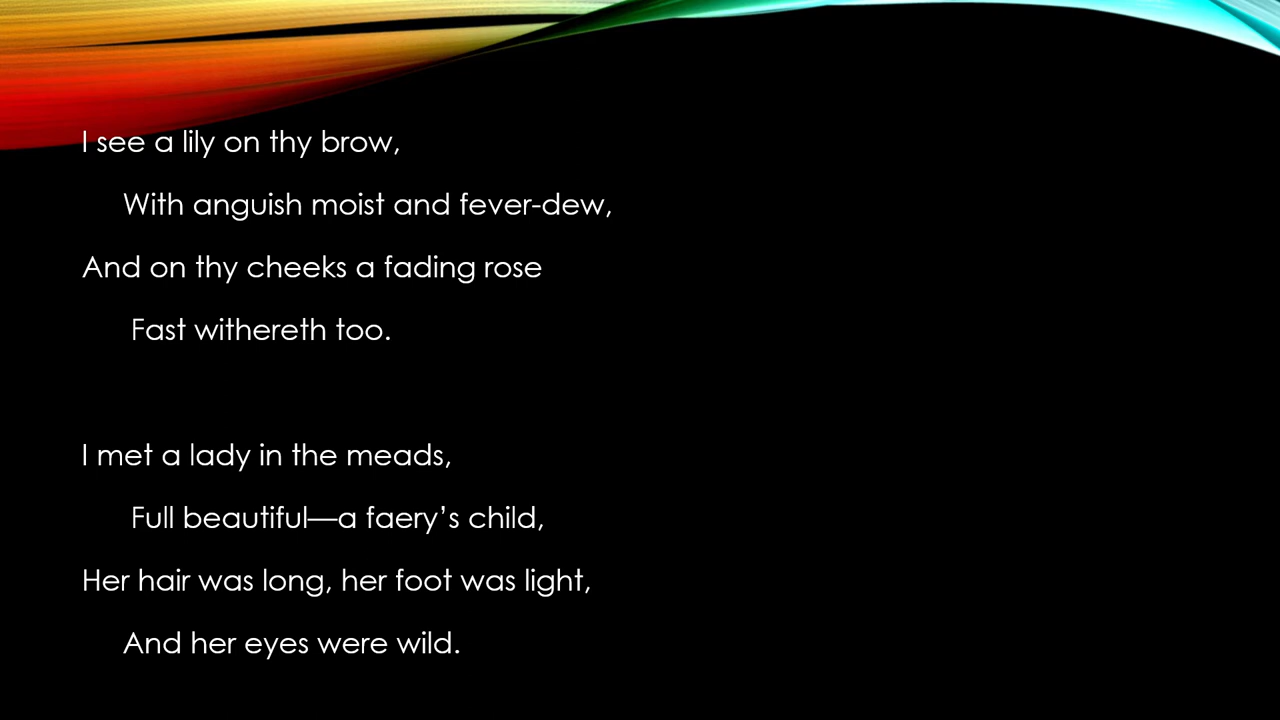 I see a lily on thy brow,
With anguish moist and fever-dew,
And on thy cheeks a fading rose
Fast withereth too.
I met a lady in the meads,
Full beautiful—a faery’s child,
Her hair was long, her foot was light,
And her eyes were wild.